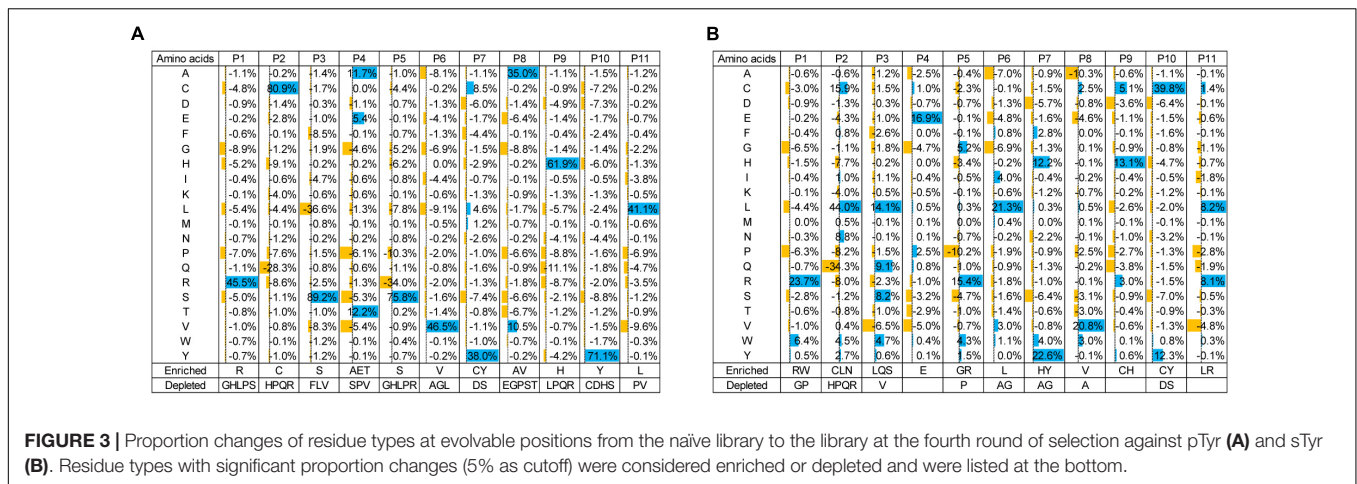 A
Amino acids P1 P2 P3 P4 P5 P6 P7 P8 P9 P10 P11
A -1.1% -0.2% -1.4% 11.7% -1.0% -8.1% -1.1% 35.0% -1.1% -1.5% -1.2%
C -4.8% 80.9% -1.7% 0.0% -4.4% -0.2% 8.5% -0.2% -0.9% -7.2% -0.2%
D -0.9% -1.4% -0.3% -1.1% -0.7% -1.3% -6.0% -1.4% -4.9% -7.3% -0.2%
E -0.2% -2.8% -1.0% 5.4% -0.2% -4.1% -1.7% -6.4% -1.7% -1.7% -0.7%
F -0.6% -0.1% -8.5% -0.1% -0.7% -1.3% -4.4% -0.1% -0.1% -2.4% -0.4%
G -8.9% -1.2% -1.9% -4.6% -5.2% -6.9% -1.5% -8.8% -1.6% -1.4% -2.2%
H -5.2% -9.1% -0.2% -0.2% -6.2% 0.0% -2.9% -0.2% 61.9% -6.0% -1.3%
I -0.3% -0.6% -4.7% -0.6% -0.8% -4.4% -0.7% -0.1% -0.5% -0.5% -3.8%
K -0.1% -4.0% -0.6% -0.6% -0.1% -0.6% -1.3% -0.9% -1.3% -1.3% -0.5%
L -5.4% -4.4% -36.6% -1.3% -7.8% -9.1% 4.6% -1.7% -5.7% -2.4% 41.1%
M -0.1% -0.1% -0.8% -0.1% -0.1% -0.5% 1.2% -0.7% -0.1% -0.1% -0.6%
N -0.7% -1.2% -0.2% -0.2% -0.8% -0.2% -2.6% -0.2% -4.1% -4.4% -0.1%
P -7.0% -7.6% -1.5% -6.1% -10.3% -2.0% -1.1% -6.6% -8.8% -1.6% -6.9%
Q -1.1% -28.3% -0.8% -0.6% -1.1% -0.8% -1.6% -0.9% -11.1% -1.8% -4.7%
R 45.5% -8.6% -2.5% -1.3% -34.0% -2.0% -1.3% -1.8% -8.7% -2.0% -3.5%
S -5.0% -1.1% 89.2% -5.3% 75.8% -1.6% -7.4% -6.6% -2.1% -8.8% -1.2%
T -0.8% -1.0% -1.6% 12.2% -0.6% -1.4% -0.8% -6.7% -1.2% -1.2% -0.9%
V -1.0% -0.8% -8.3% -5.4% -0.9% 46.5% -1.1% 10.5% -0.7% -1.5% -9.6%
W -0.7% -0.1% -1.2% -0.1% -0.4% -0.1% -1.0% -0.7% -0.1% -0.7% -0.3%
Y -0.7% -1.0% -1.2% -0.1% -0.7% -0.2% 38.0% -0.2% -4.2% 71.1% -0.1%
Enriched R C S AET S V CY AV H Y L
Depleted GHLPS HPQR FLV SPV GHLPR AGL DS EGPST LPQR CDHS PV
B
Amino acids P1 P2 P3 P4 P5 P6 P7 P8 P9 P10 P11
A -0.6% -0.6% -1.2% -2.5% -0.4% -7.0% -0.9% -10.3% -0.6% -1.1% -0.1%
C -3.0% 15.9% -1.5% 1.0% -2.3% -0.1% -1.5% 2.5% 5.1% 39.8% 1.4%
D -0.9% -1.3% -0.3% -0.7% -0.7% -1.3% -5.7% -0.8% -3.6% -6.4% -0.1%
E -0.2% -4.3% -1.0% 16.9% -0.1% -4.8% -1.6% -4.6% -1.1% -1.5% -0.6%
F -0.4% 0.8% -2.6% 0.0% -0.1% 0.8% 2.8% 0.1% -0.1% -1.6% -0.1%
G -6.5% -1.1% -1.8% -4.7% 5.2% -6.9% -1.3% -0.9% -0.9% -0.8% -1.1%
H -1.5% -7.7% -0.2% 0.0% -3.4% -0.2% 12.2% -0.2% 13.1% -4.7% -0.7%
I -0.4% 1.0% -1.1% -0.4% -0.5% 4.0% -0.6% -0.2% -0.4% -0.5% -1.8%
K -0.1% -4.0% -0.5% -0.5% -0.1% -0.6% -1.2% -0.7% -0.2% -1.2% -0.1%
L -4.4% 44.0% 14.1% 0.5% 0.3% 21.3% 0.3% 0.5% -2.6% -2.0% 8.2%
M -0.1% 0.5% -0.1% 0.1% 0.0% 0.4% 0.3% 0.0% -0.1% -0.1% -0.1%
N -0.3% 8.8% -0.1% 0.1% -0.7% -0.2% -2.2% -0.1% -1.0% -3.2% -0.1%
P -6.3% -8.2% -1.5% 2.5% -10.2% -1.9% -0.9% -2.5% -2.7% -1.3% -2.8%
Q -0.7% -34.3% 9.1% 0.8% -1.0% -0.9% -1.3% -0.2% -3.8% -1.5% -1.9%
R 23.7% -8.0% -2.3% -1.0% 15.4% -1.8% -1.0% -0.1% 3.0% -1.5% 8.1%
S -2.8% -1.2% 8.2% -3.2% -4.7% -1.6% -6.4% -3.1% -0.9% -7.0% -0.5%
T -0.6% -0.8% -1.0% -2.9% -1.0% -1.4% -0.6% -3.6% -0.6% -1.1% -0.1%
V -1.0% 0.4% -6.5% -5.0% -0.7% 3.0% -0.8% 20.8% -0.6% -1.3% -4.8%
W 6.4% 4.5% 4.7% 0.4% 4.3% 1.1% 4.0% 3.0% -0.1% -0.3% 0.3%
Y 0.5% 2.7% 0.6% 0.1% 1.5% 0.0% 22.6% 0.4% 0.6% 12.3% -0.1%
Enriched RW CLN LQS E GR L HY V CH CY LR
Depleted GP HPQR V P AG AG A DS
FIGURE 3 | Proportion changes of residue types at evolvable positions from the naïve library to the library at the fourth round of selection against pTyr (A) and sTyr
(B). Residue types with significant proportion changes (5% as cutoff) were considered enriched or depleted and were listed at the bottom.